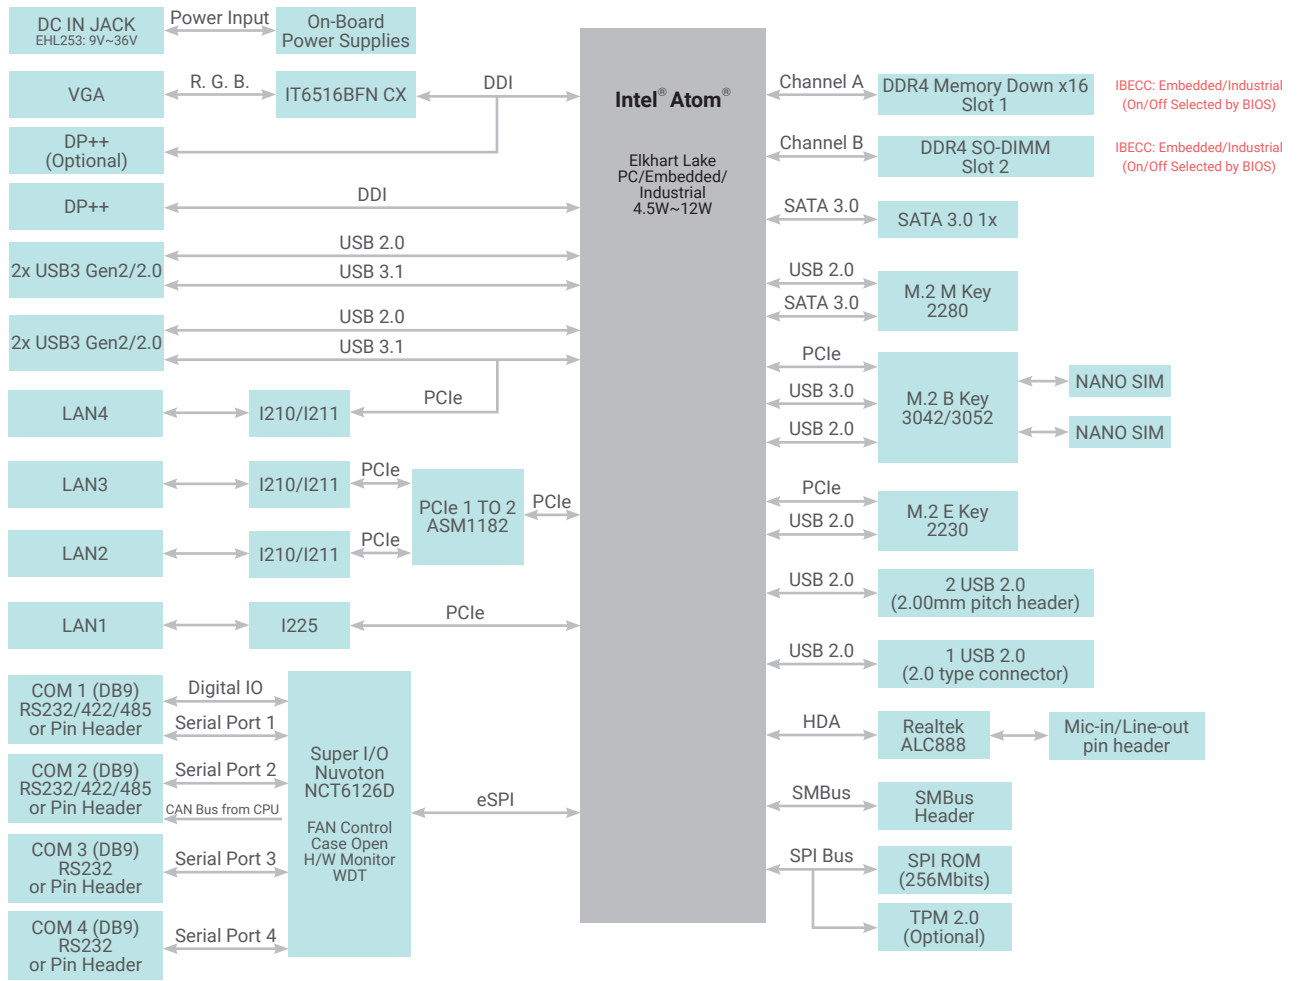 DC IN JACK
EHL253: 9V~36V
Power Input
On-Board
Power Supplies
VGA
R. G. B.
IT6516BFN CX
DDI
DP++
(Optional)
DP++
DDI
2x USB3 Gen2/2.0
USB 2.0
USB 3.1
2x USB3 Gen2/2.0
USB 2.0
USB 3.1
LAN4
I210/I211
PCIe
LAN3
I210/I211
PCIe
PCIe 1 TO 2
ASM1182
PCIe
LAN2
I210/I211
PCIe
LAN1
I225
PCIe
COM 1 (DB9)
RS232/422/485
or Pin Header
Digital IO
Serial Port 1
COM 2 (DB9)
RS232/422/485
or Pin Header
Serial Port 2
CAN Bus from CPU
COM 3 (DB9)
RS232
or Pin Header
Serial Port 3
COM 4 (DB9)
RS232
or Pin Header
Serial Port 4
Super I/O
Nuvoton
NCT6126D
FAN Control
Case Open
H/W Monitor
WDT
eSPI
Intel® Atom®
Elkhart Lake
PC/Embedded/
Industrial
4.5W~12W
Channel A
DDR4 Memory Down x16
Slot 1
IBECC: Embedded/Industrial
(On/Off Selected by BIOS)
Channel B
DDR4 SO-DIMM
Slot 2
IBECC: Embedded/Industrial
(On/Off Selected by BIOS)
SATA 3.0
SATA 3.0 1x
USB 2.0
SATA 3.0
M.2 M Key
2280
PCIe
USB 3.0
USB 2.0
M.2 B Key
3042/3052
NANO SIM
NANO SIM
PCIe
USB 2.0
M.2 E Key
2230
USB 2.0
2 USB 2.0
(2.00mm pitch header)
USB 2.0
1 USB 2.0
(2.0 type connector)
HDA
Realtek
ALC888
Mic-in/Line-out
pin header
SMBus
SMBus
Header
SPI Bus
SPI ROM
(256Mbits)
TPM 2.0
(Optional)